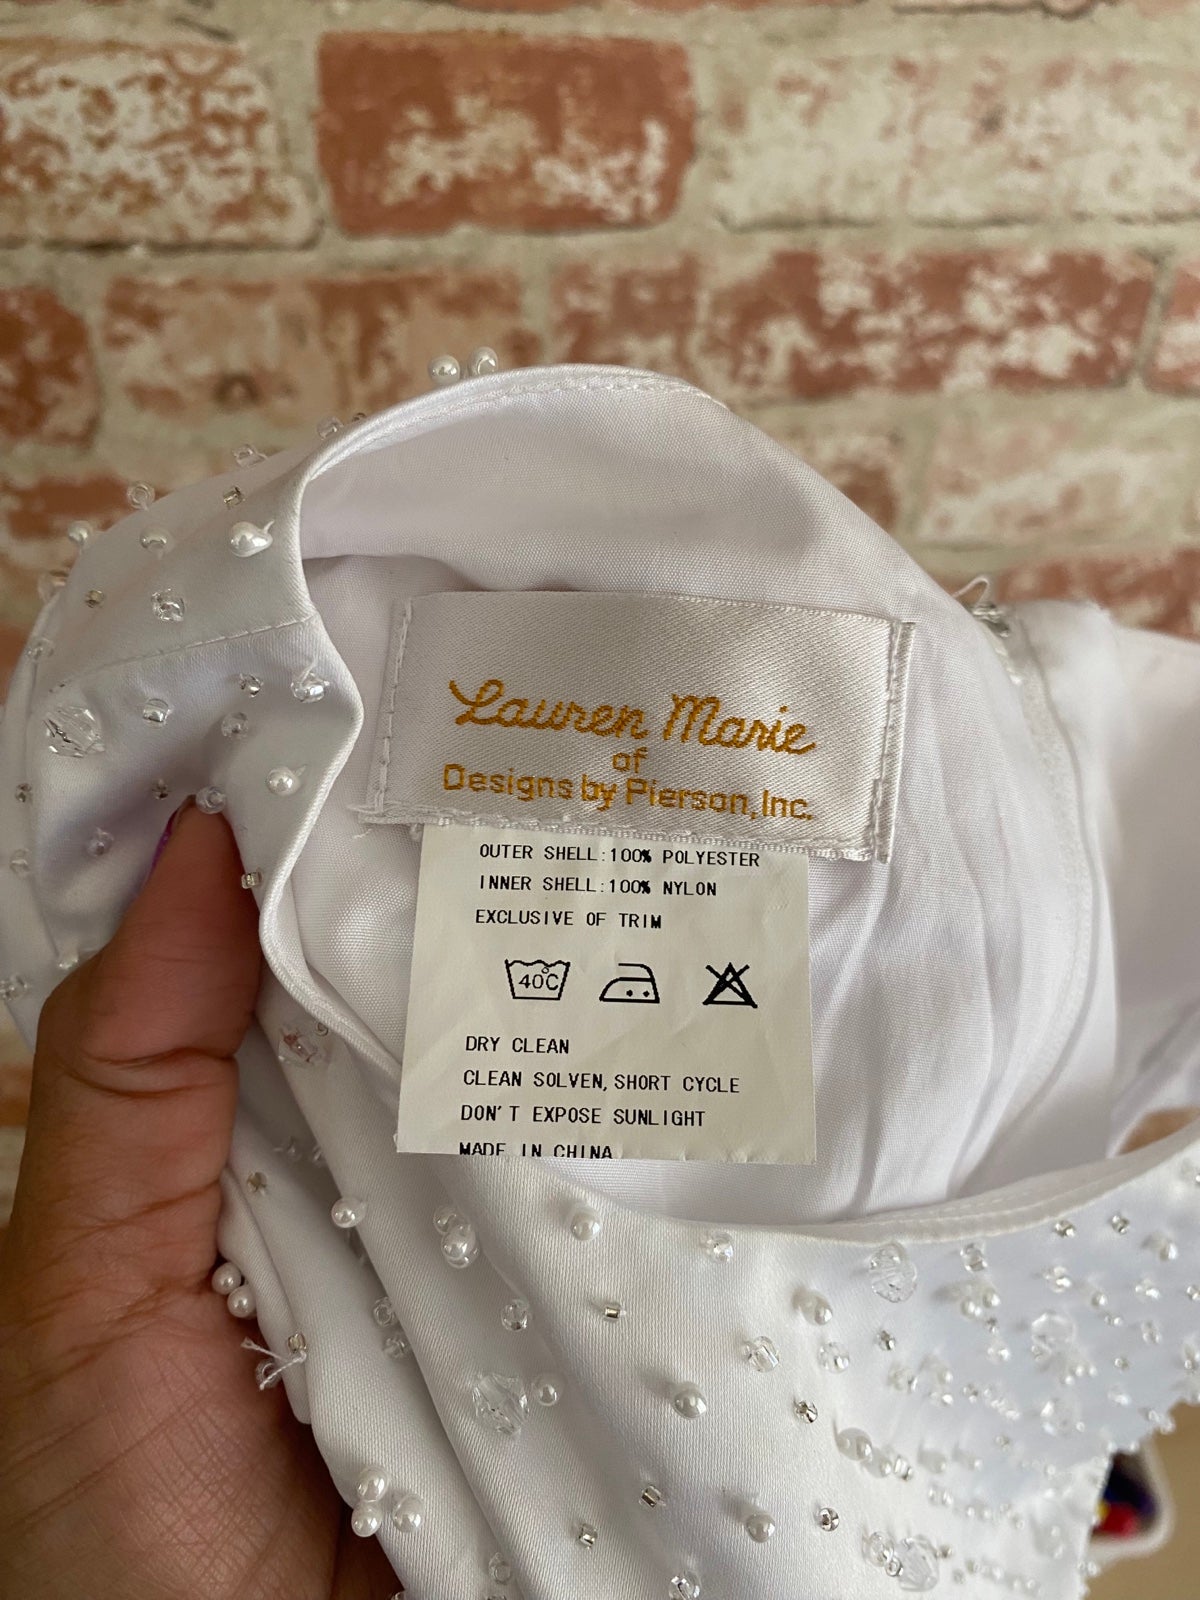 Lauren Marie
of
Designs by Pierson, Inc.
OUTER SHELL:100% POLYESTER
INNER SHELL:100% NYLON
EXCLUSIVE OF TRIM
40°C
DRY CLEAN
CLEAN SOLVEN, SHORT CYCLE
DON'T EXPOSE SUNLIGHT
MADE IN CHINA